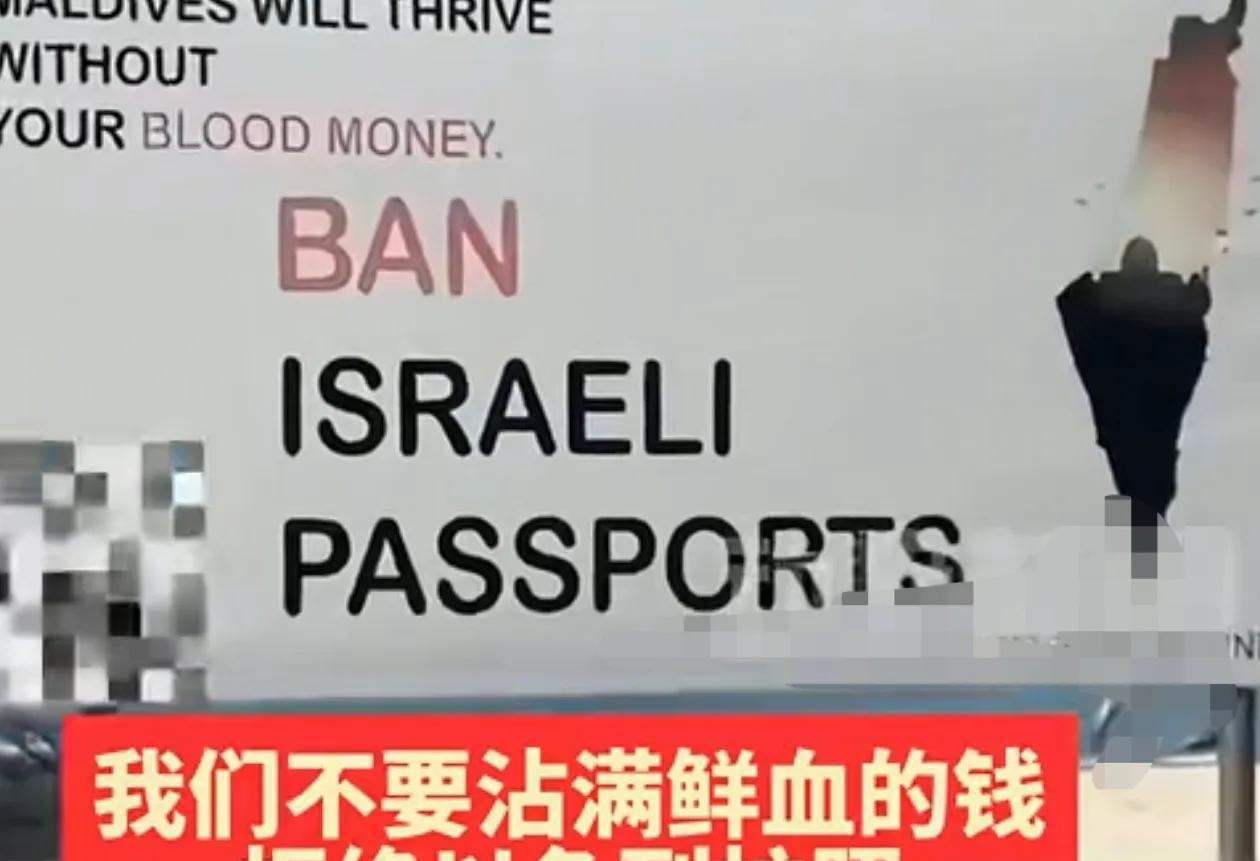 MALDIVES WILL THRIVE
WITHOUT
YOUR BLOOD MONEY.
BAN
ISRAELI
PASSPORTS
我们不要沾满鲜血的钱